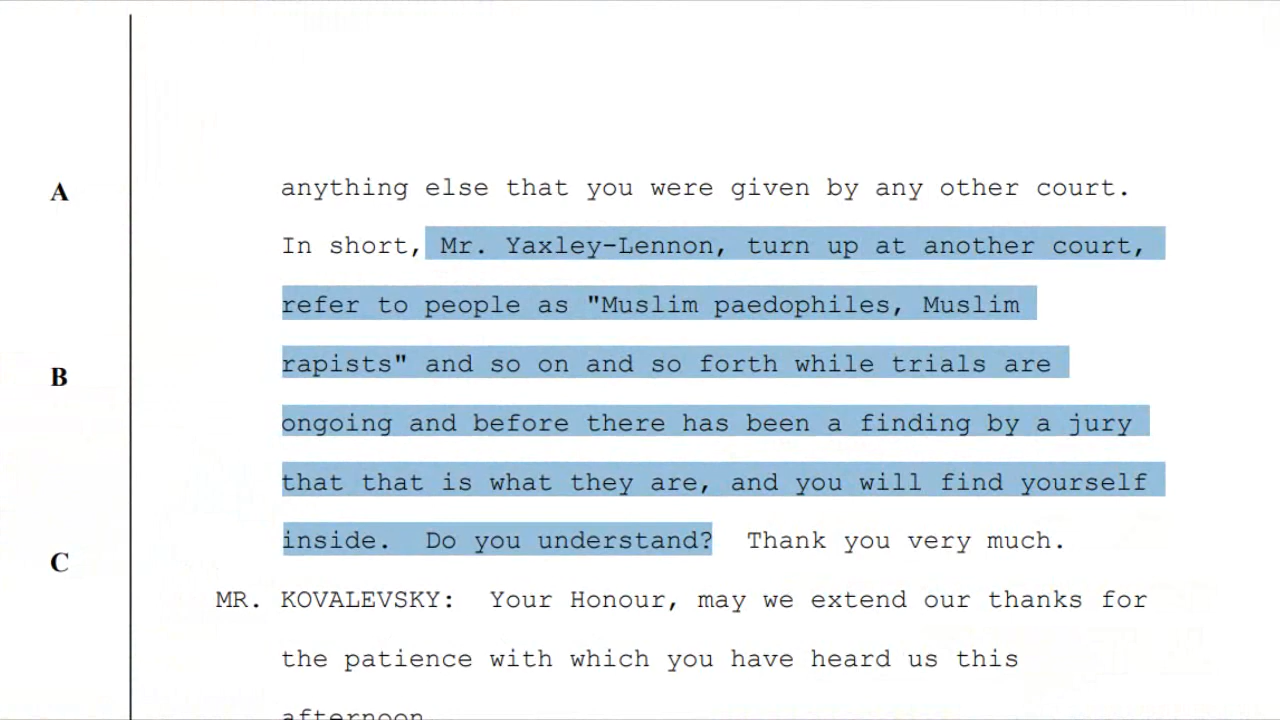 A
anything else that you were given by any other court.
In short, Mr. Yaxley-Lennon, turn up at another court,
refer to people as "Muslim paedophiles, Muslim
B
rapists" and so on and so forth while trials are
ongoing and before there has been a finding by a jury
that that is what they are, and you will find yourself
inside. Do you understand? Thank you very much.
C
MR. KOVALEVSKY: Your Honour, may we extend our thanks for
the patience with which you have heard us this
afternoon